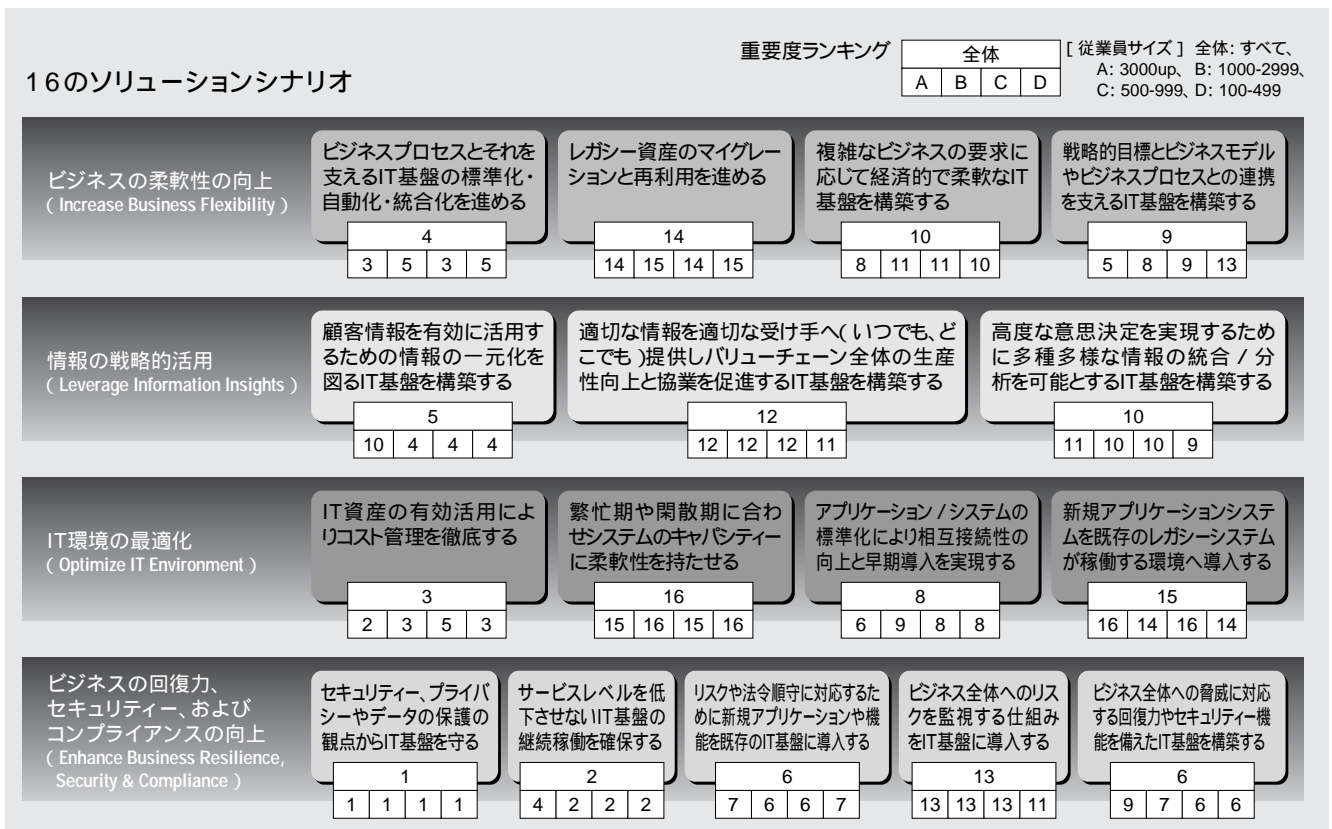 16のソリューションシナリオ
重要度ランキング
全体
A B C D
[ 従業員サイズ ] 全体: すべて、
A: 3000up、 B: 1000-2999、
C: 500-999、 D: 100-499
ビジネスの柔軟性の向上
( Increase Business Flexibility )
ビジネスプロセスとそれを
支えるIT基盤の標準化・
自動化・統合化を進める
4
3 5 3 5
レガシー資産のマイグレー
ションと再利用を進める
14
14 15 14 15
複雑なビジネスの要求に
応じて経済的で柔軟なIT
基盤を構築する
10
8 11 11 10
戦略的目標とビジネスモデル
やビジネスプロセスとの連携
を支えるIT基盤を構築する
9
5 8 9 13
情報の戦略的活用
( Leverage Information Insights )
顧客情報を有効に活用す
るための情報の一元化を
図るIT基盤を構築する
5
10 4 4 4
適切な情報を適切な受け手へ( いつでも、ど
こでも )提供しバリューチェーン全体の生産
性向上と協業を促進するIT基盤を構築する
12
12 12 12 11
高度な意思決定を実現するため
に多種多様な情報の統合 / 分
析を可能とするIT基盤を構築する
10
11 10 10 9
IT環境の最適化
( Optimize IT Environment )
IT資産の有効活用によ
りコスト管理を徹底する
3
2 3 5 3
繁忙期や閑散期に合わ
せシステムのキャパシティー
に柔軟性を持たせる
16
15 16 15 16
アプリケーション / システムの
標準化により相互接続性の
向上と早期導入を実現する
8
6 9 8 8
新規アプリケーションシステ
ムを既存のレガシーシステム
が稼働する環境へ導入する
15
16 14 16 14
ビジネスの回復力、
セキュリティー、および
コンプライアンスの向上
( Enhance Business Resilience,
Security & Compliance )
セキュリティー、プライバ
シーやデータの保護の
観点からIT基盤を守る
1
1 1 1 1
サービスレベルを低
下させないIT基盤の
継続稼働を確保する
2
4 2 2 2
リスクや法令順守に対応するた
めに新規アプリケーションや機
能を既存のIT基盤に導入する
6
7 6 6 7
ビジネス全体へのリス
クを監視する仕組み
をIT基盤に導入する
13
13 13 13 11
ビジネス全体への脅威に対応
する回復力やセキュリティー機
能を備えたIT基盤を構築する
6
9 7 6 6